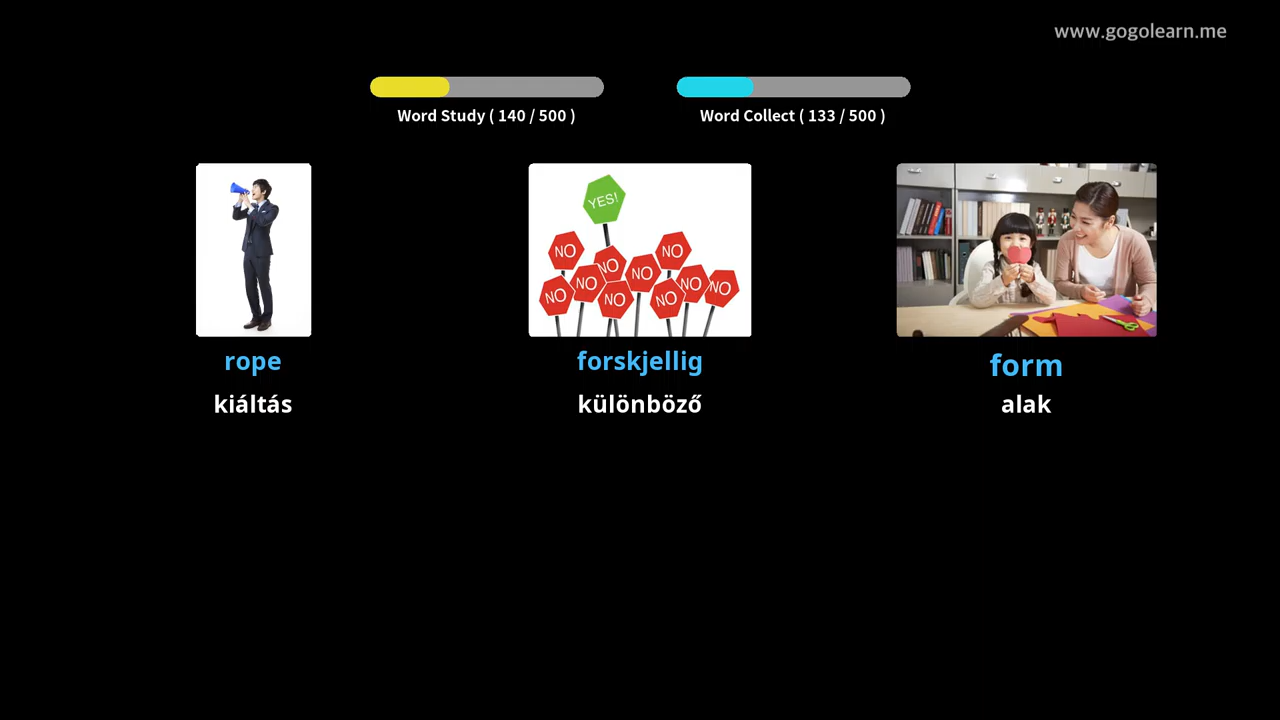 www.gogolearn.me
Word Study ( 140 / 500 )
Word Collect ( 133 / 500 )
YES!
NO
NO
NO
NO
NO
NO
NO
NO
NO
NO
rope
forskjellig
form
kiáltás
különböző
alak